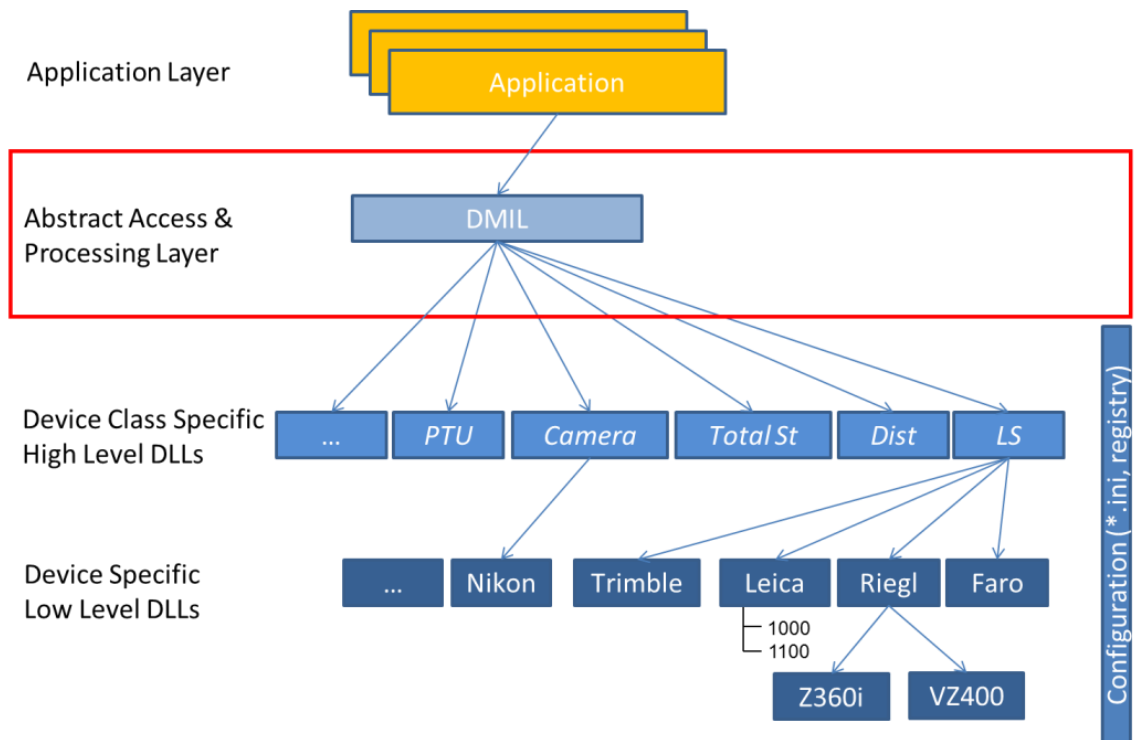 Application Layer
Application
Abstract Access &
Processing Layer
DMIL
Device Class Specific
High Level DLLs
...
PTU
Camera
Total St
Dist
LS
Device Specific
Low Level DLLs
...
Nikon
Trimble
Leica
Riegl
Faro
1000
1100
Z360i
VZ400
Configuration (*.ini, registry)